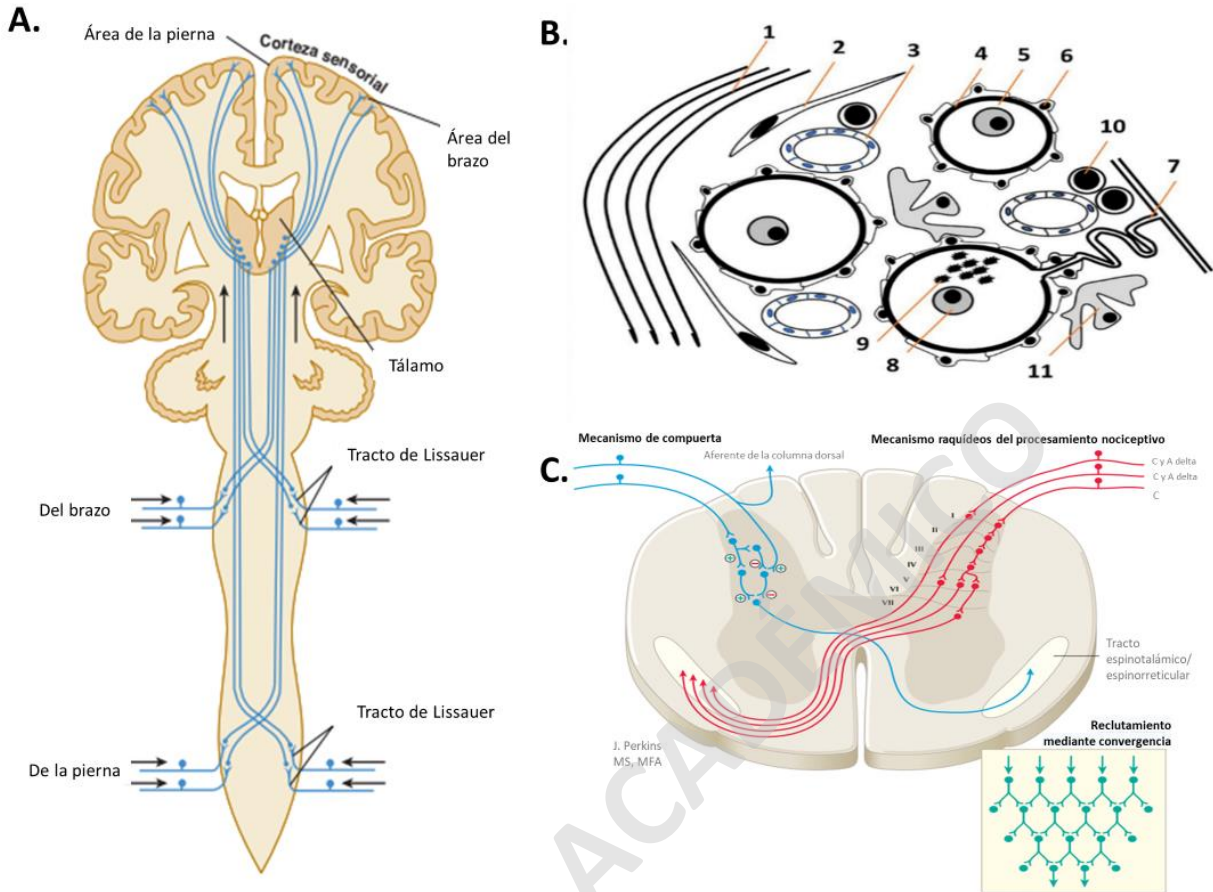 A.
Área de la pierna
Corteza sensorial
Área del
brazo
Tálamo
Tracto de Lissauer
Del brazo
Tracto de Lissauer
De la pierna
B.
1
2
3
4
5
6
10
7
9
8
11
C.
Mecanismo de compuerta
Aferente de la columna dorsal
Mecanismo raquídeos del procesamiento nociceptivo
C y A delta
C y A delta
C
I
II
III
IV
V
VI
VII
+
−
+
+
−
Tracto
espinotalámico/
espinorreticular
J. Perkins
MS, MFA
Reclutamiento
mediante convergencia
ACADÉMICO